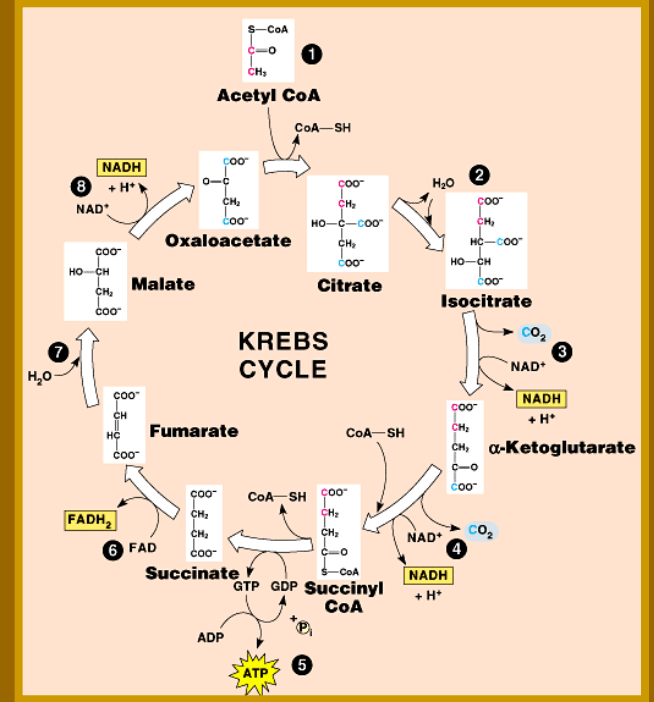 S—CoA
C=O
CH₃
1
Acetyl CoA
CoA—SH
NADH
+ H⁺
8
NAD⁺
COO⁻
O—C
CH₂
COO⁻
Oxaloacetate
COO⁻
CH₂
HO—C—COO⁻
CH₂
COO⁻
Citrate
H₂O
2
COO⁻
CH₂
HC—COO⁻
HO—CH
COO⁻
Isocitrate
COO⁻
HO—CH
CH₂
COO⁻
Malate
KREBS
CYCLE
CO₂
3
NAD⁺
NADH
+ H⁺
7
H₂O
COO⁻
CH
HC
COO⁻
Fumarate
CoA—SH
COO⁻
CH₂
CH₂
C=O
COO⁻
α-Ketoglutarate
FADH₂
6
FAD
COO⁻
CH₂
CH₂
COO⁻
Succinate
CoA—SH
COO⁻
CH₂
CH₂
C=O
S—CoA
Succinyl
CoA
NAD⁺
4
CO₂
NADH
+ H⁺
GTP
GDP
+ Pi
ADP
ATP
5